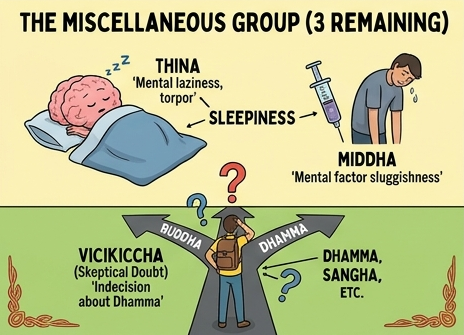 THE MISCELLANEOUS GROUP (3 REMAINING)
zzz
THINA
'Mental laziness,
torpor'
SLEEPINESS
MIDDHA
'Mental factor sluggishness'
?
?
BUDDHA
DHAMMA
VICIKICCHA
(Skeptical Doubt)
'Indecision
about Dhamma'
?
DHAMMA,
SANGHA,
ETC.